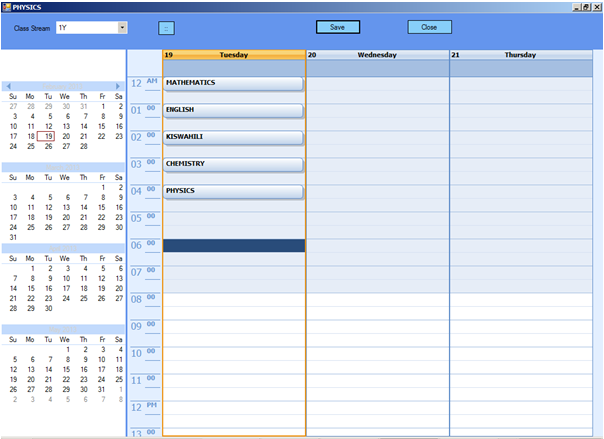 PHYSICS
Class Stream 1Y :: Save Close
19 Tuesday 20 Wednesday 21 Thursday
Su Mo Tu We Th Fr Sa
27 28 29 30 31 1 2
3 4 5 6 7 8 9
10 11 12 13 14 15 16
17 18 19 20 21 22 23
24 25 26 27 28
Su Mo Tu We Th Fr Sa
1 2
3 4 5 6 7 8 9
10 11 12 13 14 15 16
17 18 19 20 21 22 23
24 25 26 27 28 29 30
31
Su Mo Tu We Th Fr Sa
1 2 3 4 5 6
7 8 9 10 11 12 13
14 15 16 17 18 19 20
21 22 23 24 25 26 27
28 29 30
Su Mo Tu We Th Fr Sa
1 2 3 4
5 6 7 8 9 10 11
12 13 14 15 16 17 18
19 20 21 22 23 24 25
26 27 28 29 30 31 1
2 3 4 5 6 7 8
12 AM MATHEMATICS
01 00 ENGLISH
02 00 KISWAHILI
03 00 CHEMISTRY
04 00 PHYSICS
05 00
06 00
07 00
08 00
09 00
10 00
11 00
12 PM
13 00